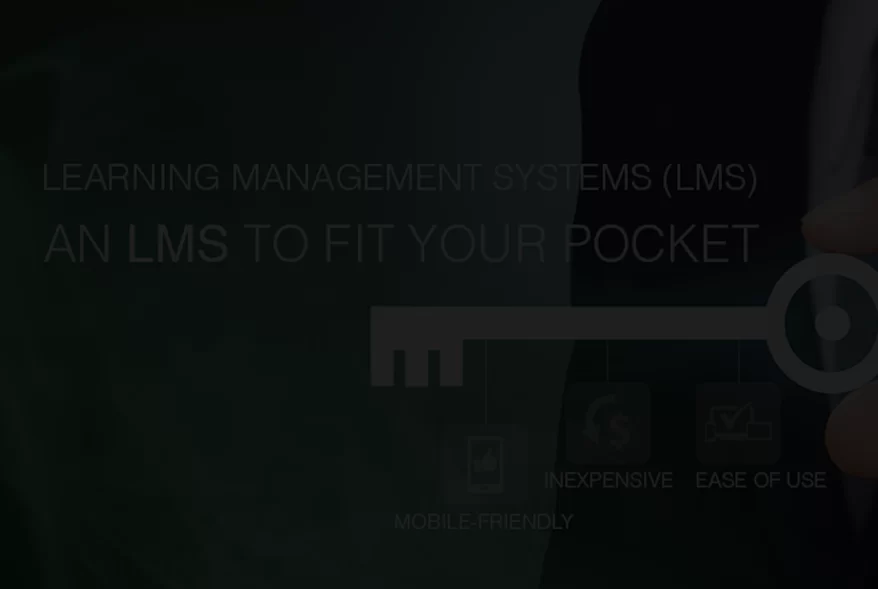 LEARNING MANAGEMENT SYSTEMS (LMS)
AN LMS TO FIT YOUR POCKET
$
INEXPENSIVE
EASE OF USE
MOBILE-FRIENDLY